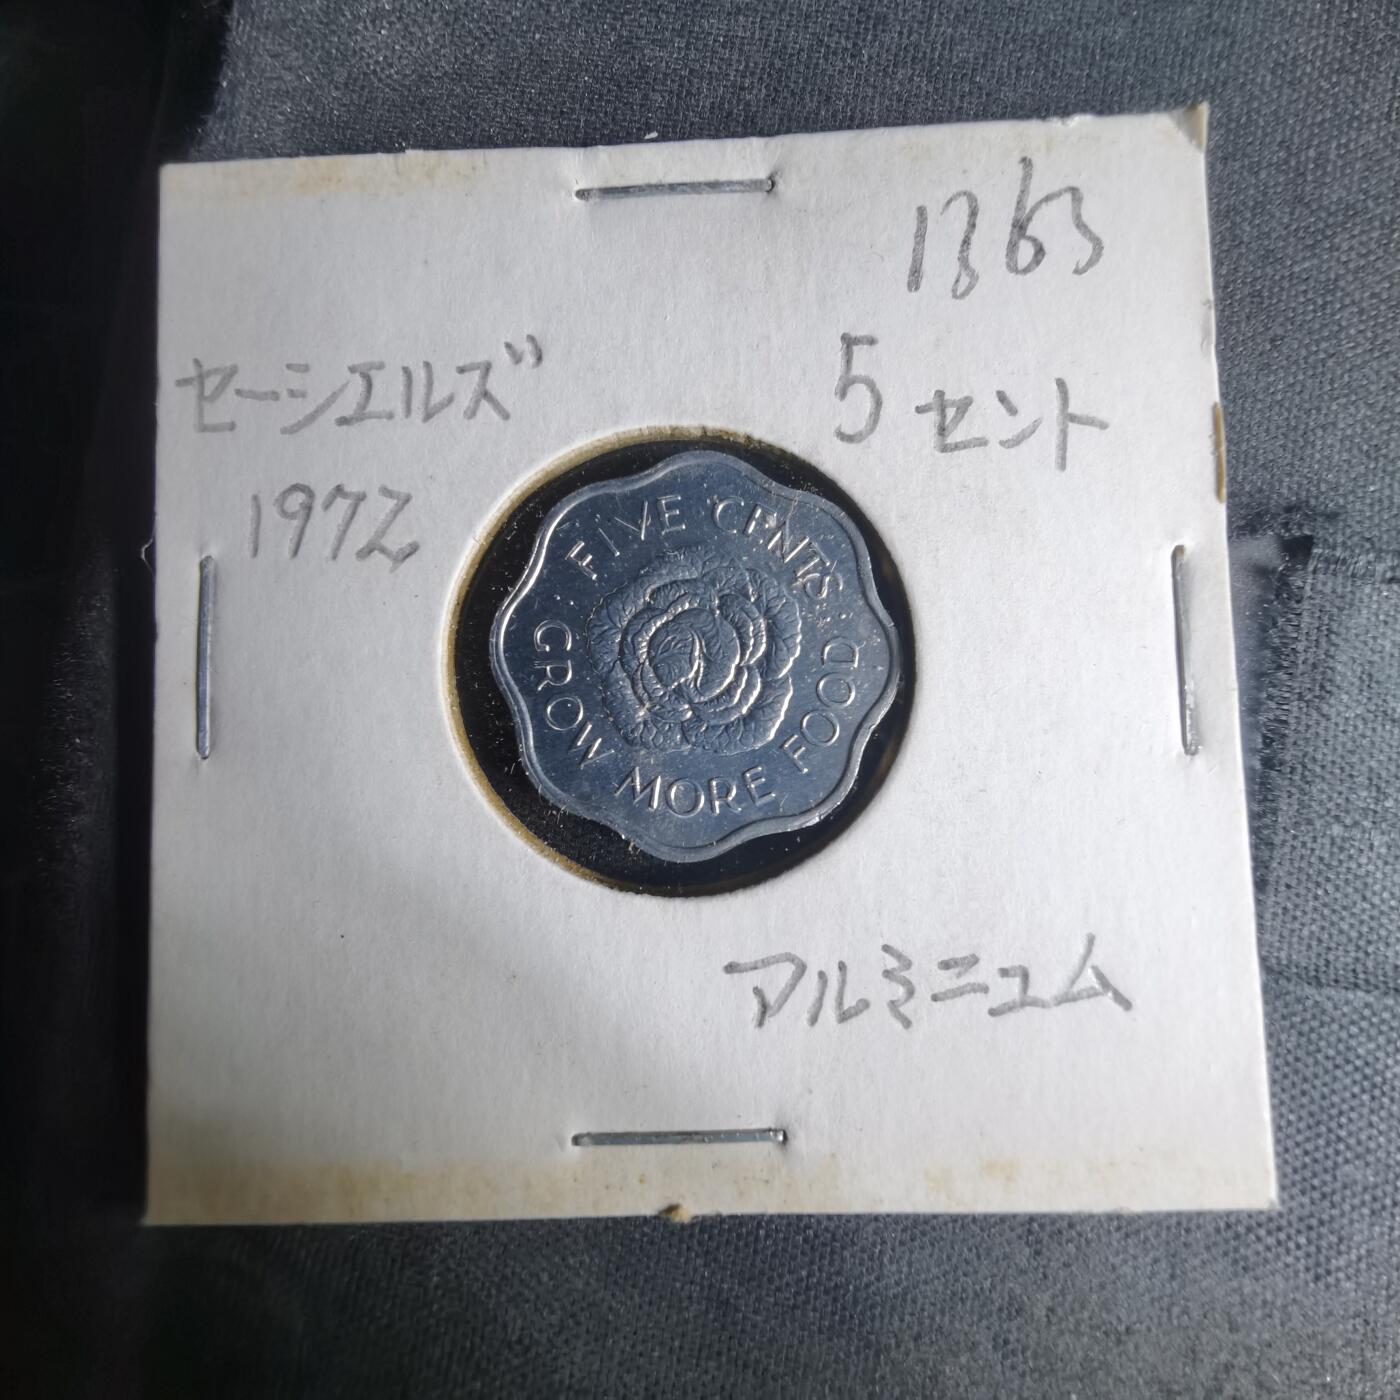 1363
セーシエルズ
5 セント
1972
FIVE CENTS
GROW MORE FOOD
アルミニュム